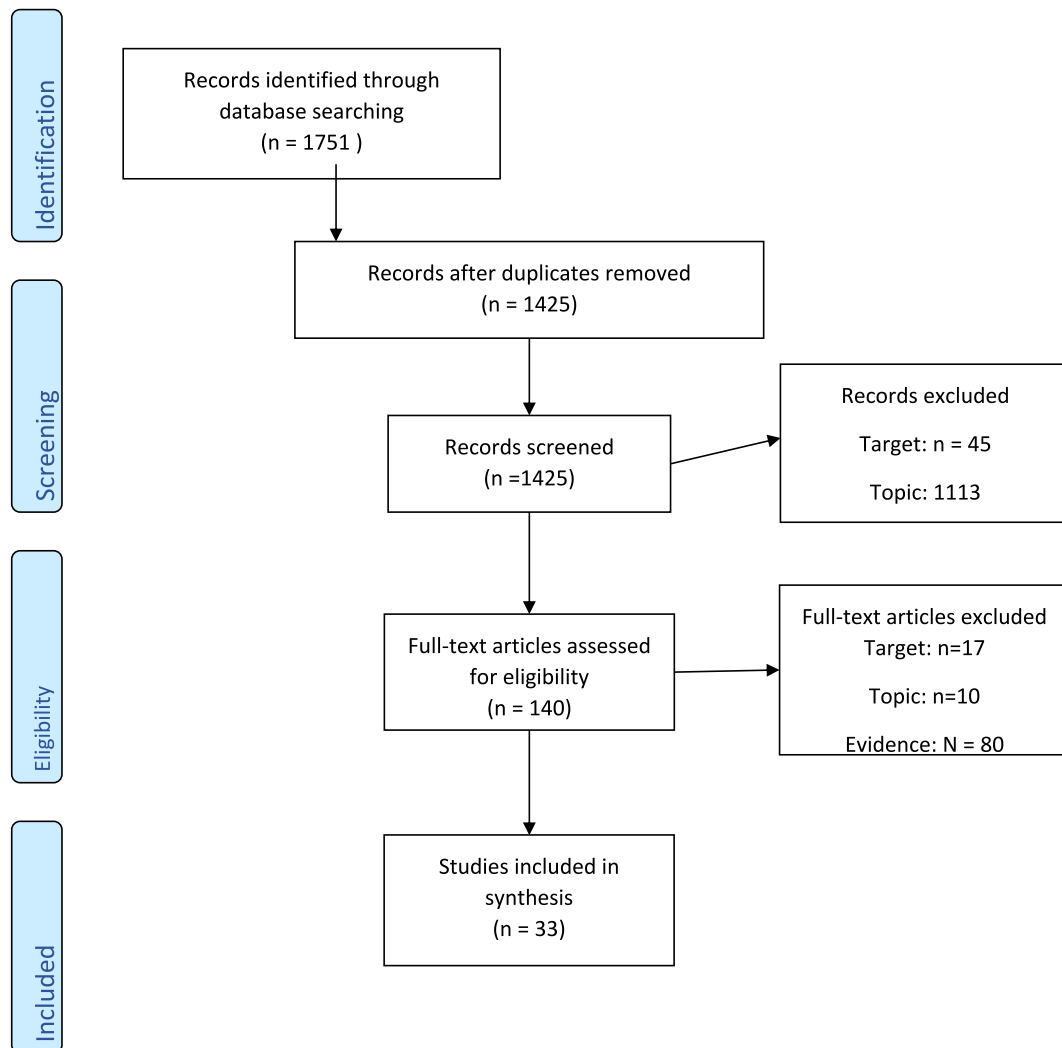 Identification
Records identified through
database searching
(n = 1751 )
Records after duplicates removed
(n = 1425)
Screening
Records screened
(n =1425)
Records excluded
Target: n = 45
Topic: 1113
Eligibility
Full-text articles assessed
for eligibility
(n = 140)
Full-text articles excluded
Target: n=17
Topic: n=10
Evidence: N = 80
Included
Studies included in
synthesis
(n = 33)